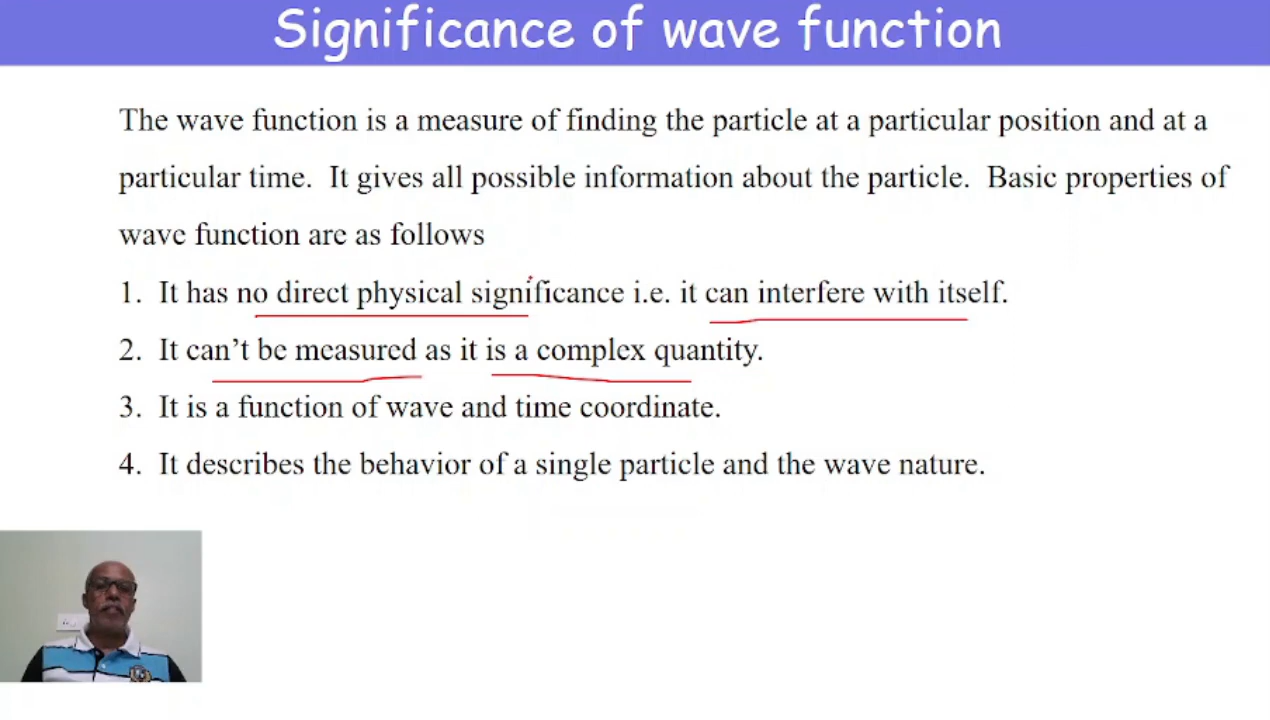 Significance of wave function
The wave function is a measure of finding the particle at a particular position and at a
particular time. It gives all possible information about the particle. Basic properties of
wave function are as follows
1. It has no direct physical significance i.e. it can interfere with itself.
2. It can’t be measured as it is a complex quantity.
3. It is a function of wave and time coordinate.
4. It describes the behavior of a single particle and the wave nature.